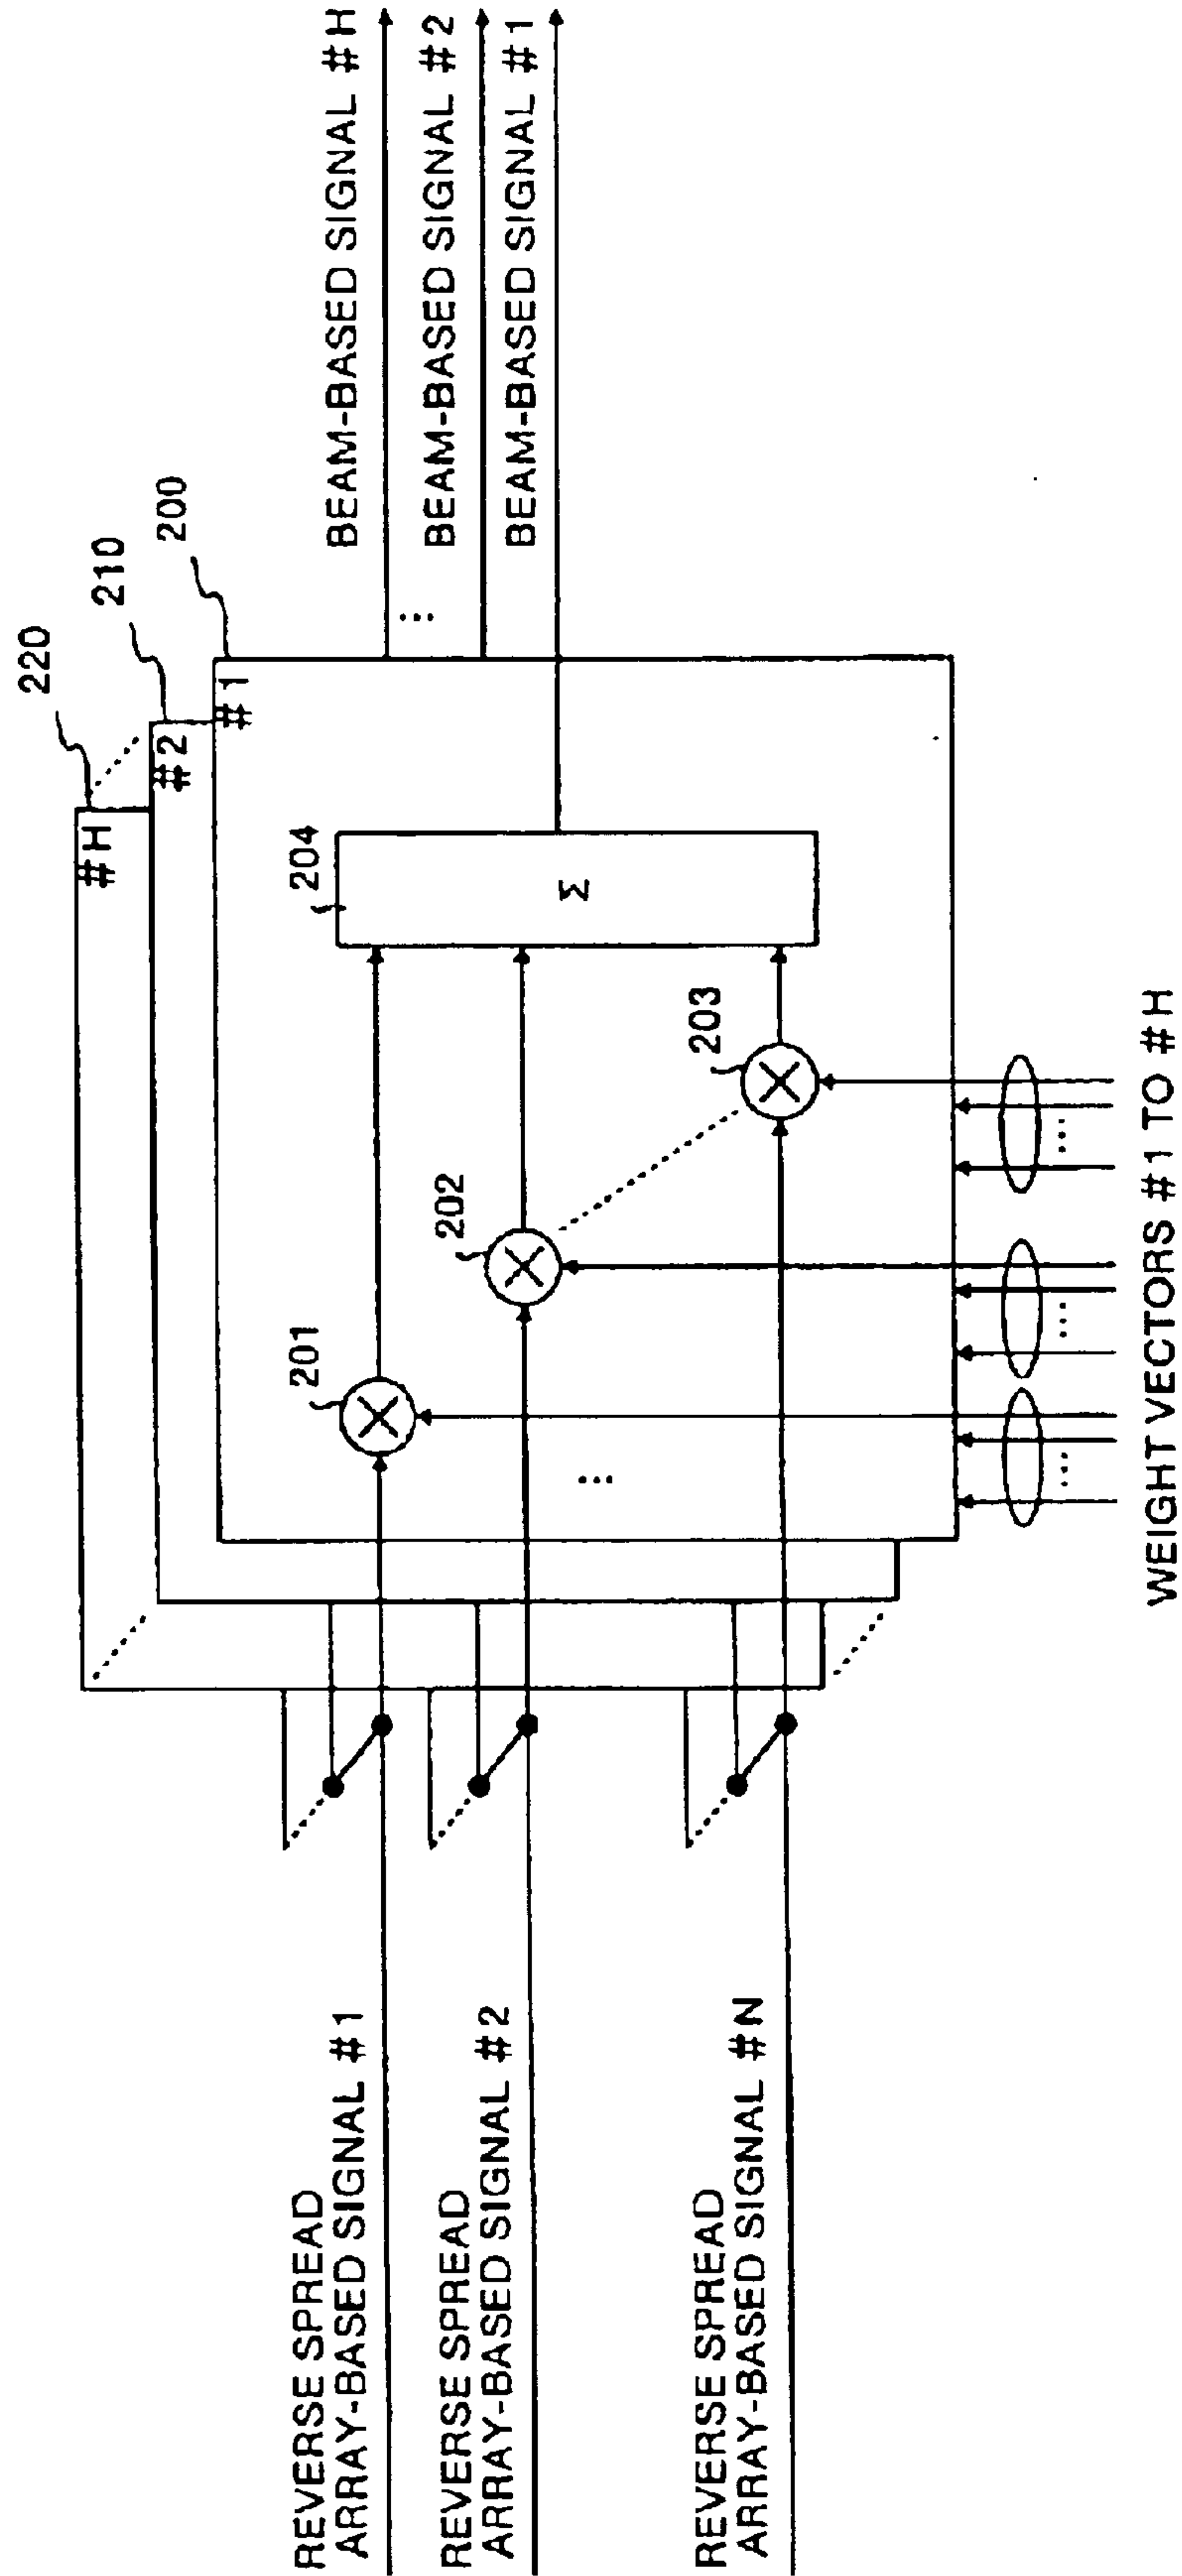 220
210
200
#H
#2
#1
BEAM-BASED SIGNAL #H
...
BEAM-BASED SIGNAL #2
BEAM-BASED SIGNAL #1
204
Σ
201
202
203
...
REVERSE SPREAD
ARRAY-BASED SIGNAL #1
REVERSE SPREAD
ARRAY-BASED SIGNAL #2
REVERSE SPREAD
ARRAY-BASED SIGNAL #N
... ... ...
WEIGHT VECTORS #1 TO #H